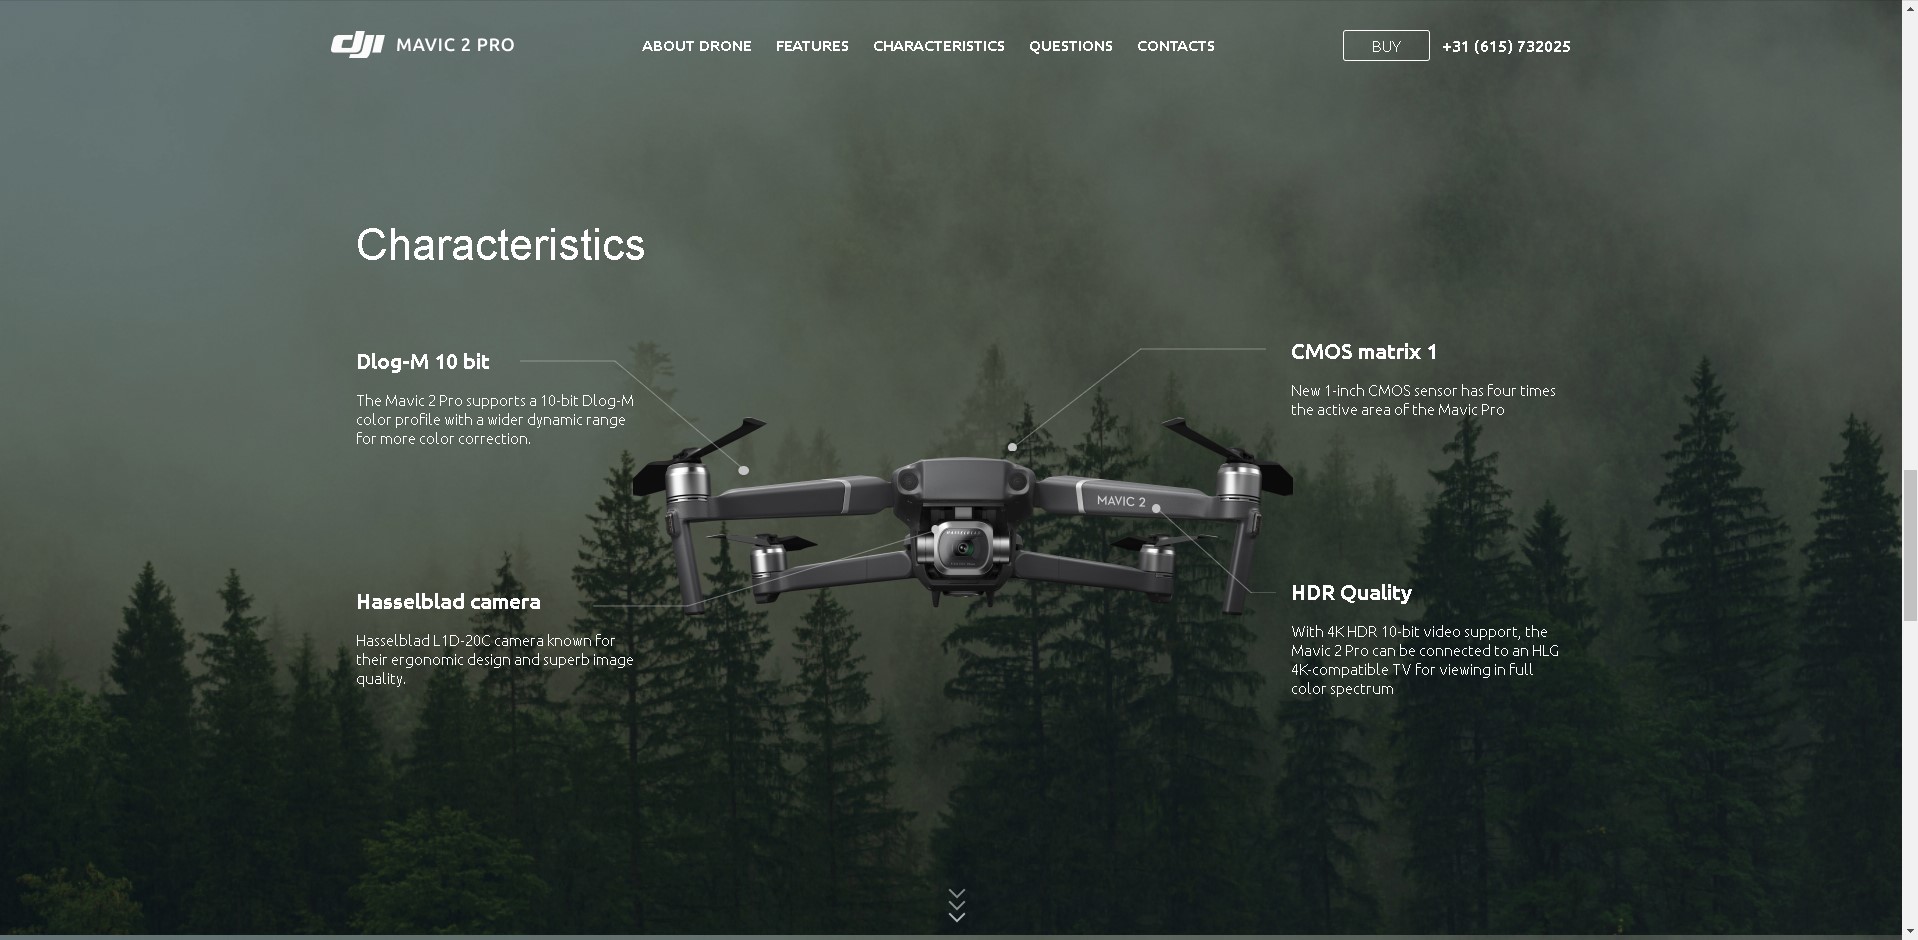 dji MAVIC 2 PRO
ABOUT DRONE FEATURES CHARACTERISTICS QUESTIONS CONTACTS
BUY +31 (615) 732025
Characteristics
Dlog-M 10 bit
The Mavic 2 Pro supports a 10-bit Dlog-M
color profile with a wider dynamic range
for more color correction.
CMOS matrix 1
New 1-inch CMOS sensor has four times
the active area of the Mavic Pro
MAVIC 2
HASSELBLAD
Hasselblad camera
Hasselblad L1D-20C camera known for
their ergonomic design and superb image
quality.
HDR Quality
With 4K HDR 10-bit video support, the
Mavic 2 Pro can be connected to an HLG
4K-compatible TV for viewing in full
color spectrum